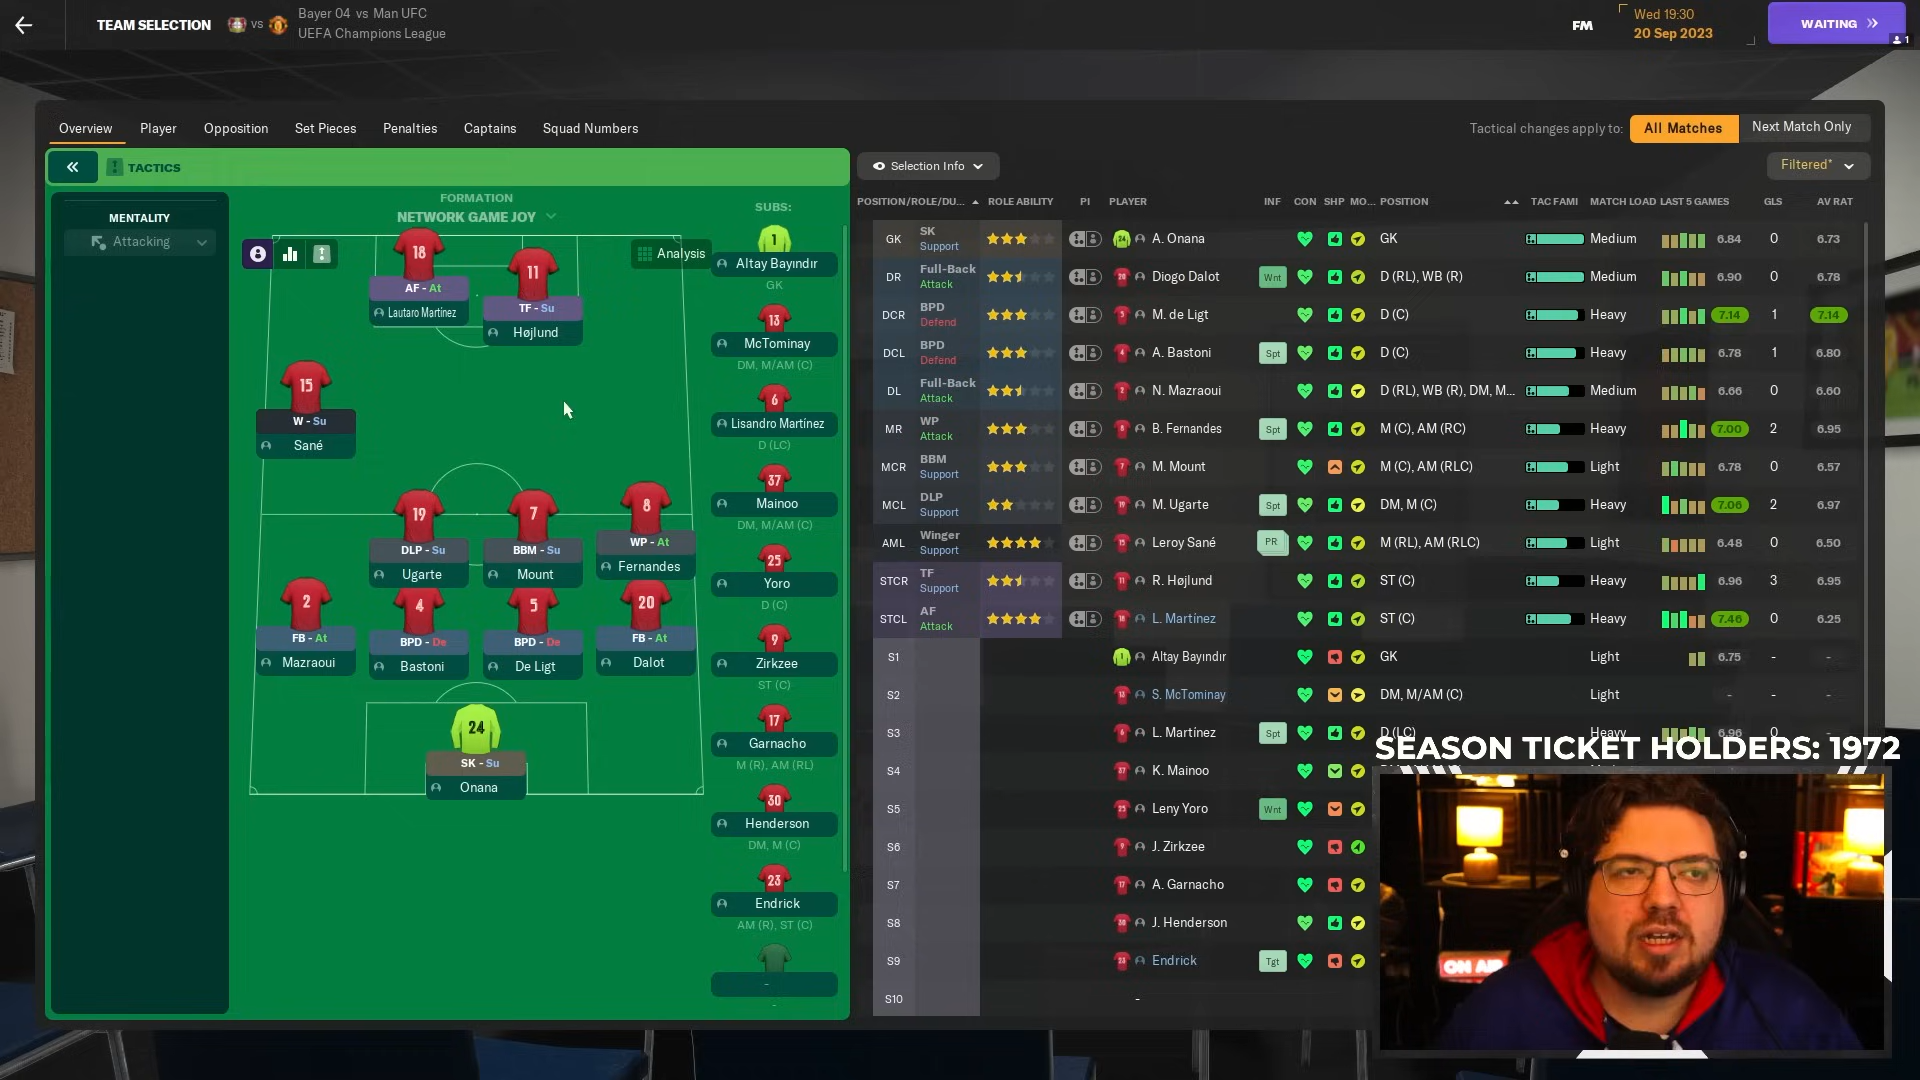 TEAM SELECTION
vs
Bayer 04 vs Man UFC
UEFA Champions League
FM
Wed 19:30
20 Sep 2023
WAITING
1
Overview
Player
Opposition
Set Pieces
Penalties
Captains
Squad Numbers
Tactical changes apply to:
All Matches
Next Match Only
TACTICS
Selection Info
Filtered*
MENTALITY
Attacking
FORMATION
NETWORK GAME JOY
Analysis
18
AF - At
Lautaro Martínez
11
TF - Su
Højlund
15
W - Su
Sané
19
DLP - Su
Ugarte
7
BBM - Su
Mount
8
WP - At
Fernandes
2
FB - At
Mazraoui
4
BPD - De
Bastoni
5
BPD - De
De Ligt
20
FB - At
Dalot
24
SK - Su
Onana
SUBS:
1
Altay Bayındır
GK
13
McTominay
DM, M/AM (C)
6
Lisandro Martínez
D (LC)
37
Mainoo
DM, M/AM (C)
25
Yoro
D (C)
9
Zirkzee
ST (C)
17
Garnacho
M (R), AM (RL)
30
Henderson
DM, M (C)
23
Endrick
AM (R), ST (C)
-
-
POSITION/ROLE/DU... ROLE ABILITY PI PLAYER INF CON SHP MO... POSITION TAC FAMI MATCH LOAD LAST 5 GAMES GLS AV RAT
GK SK Support A. Onana GK Medium 6.84 0 6.73
DR Full-Back Attack Diogo Dalot Wnt D (RL), WB (R) Medium 6.90 0 6.78
DCR BPD Defend M. de Ligt D (C) Heavy 7.14 1 7.14
DCL BPD Defend A. Bastoni Spt D (C) Heavy 6.78 1 6.80
DL Full-Back Attack N. Mazraoui D (RL), WB (R), DM, M... Medium 6.66 0 6.60
MR WP Attack B. Fernandes Spt M (C), AM (RC) Heavy 7.00 2 6.95
MCR BBM Support M. Mount M (C), AM (RLC) Light 6.78 0 6.57
MCL DLP Support M. Ugarte Spt DM, M (C) Heavy 7.06 2 6.97
AML Winger Support Leroy Sané PR M (RL), AM (RLC) Light 6.48 0 6.50
STCR TF Support R. Højlund ST (C) Heavy 6.96 3 6.95
STCL AF Attack L. Martínez ST (C) Heavy 7.46 0 6.25
S1 Altay Bayındır GK Light 6.75 - -
S2 S. McTominay DM, M/AM (C) Light - - -
S3 L. Martínez Spt D (LC) Heavy 6.96 0
S4 K. Mainoo
S5 Leny Yoro Wnt
S6 J. Zirkzee
S7 A. Garnacho
S8 J. Henderson
S9 Endrick Tgt
S10 -
SEASON TICKET HOLDERS: 1972
ON AIR